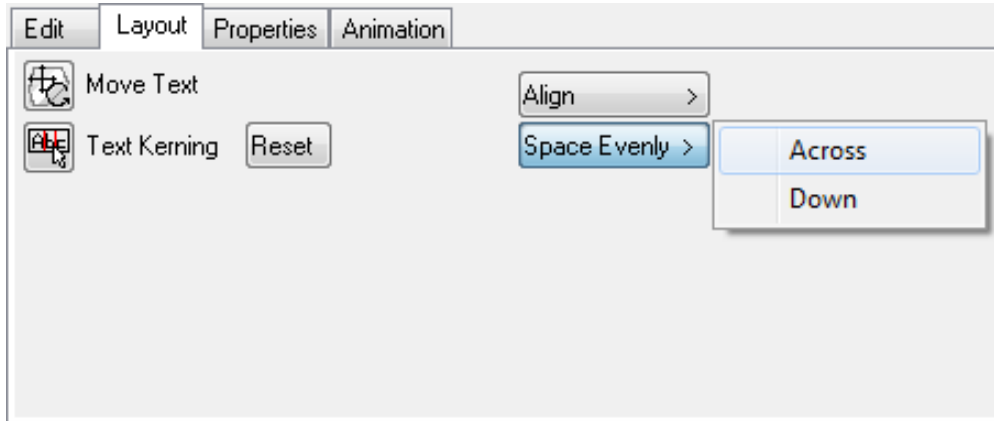 Edit Layout Properties Animation
Move Text
Align >
Text Kerning Reset
Space Evenly >
Across
Down